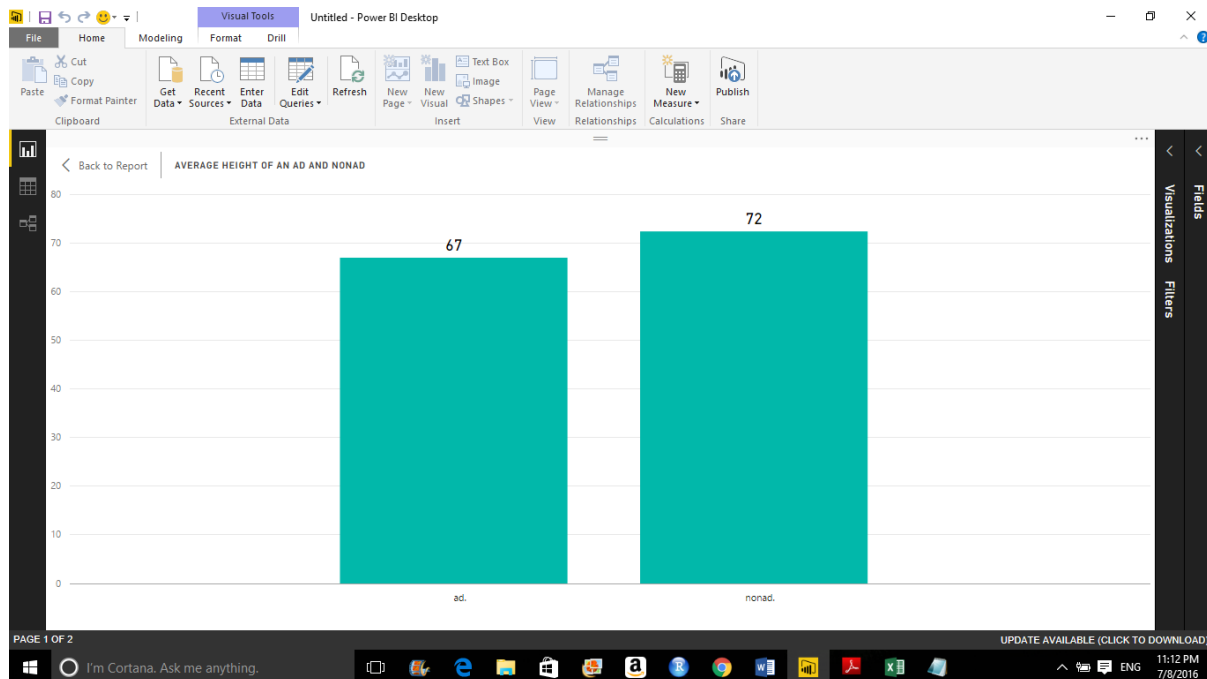 Visual Tools
Untitled - Power BI Desktop
File Home Modeling Format Drill
Paste
Cut
Copy
Format Painter
Clipboard
Get Data
Recent Sources
Enter Data
Edit Queries
External Data
Refresh
New Page
New Visual
Text Box
Image
Shapes
Insert
Page View
View
Manage Relationships
Relationships
New Measure
Calculations
Publish
Share
Back to Report
AVERAGE HEIGHT OF AN AD AND NONAD
80
70
60
50
40
30
20
10
0
67
72
ad.
nonad.
Visualizations
Filters
Fields
PAGE 1 OF 2
UPDATE AVAILABLE (CLICK TO DOWNLOAD)
I'm Cortana. Ask me anything.
ENG
11:12 PM
7/8/2016